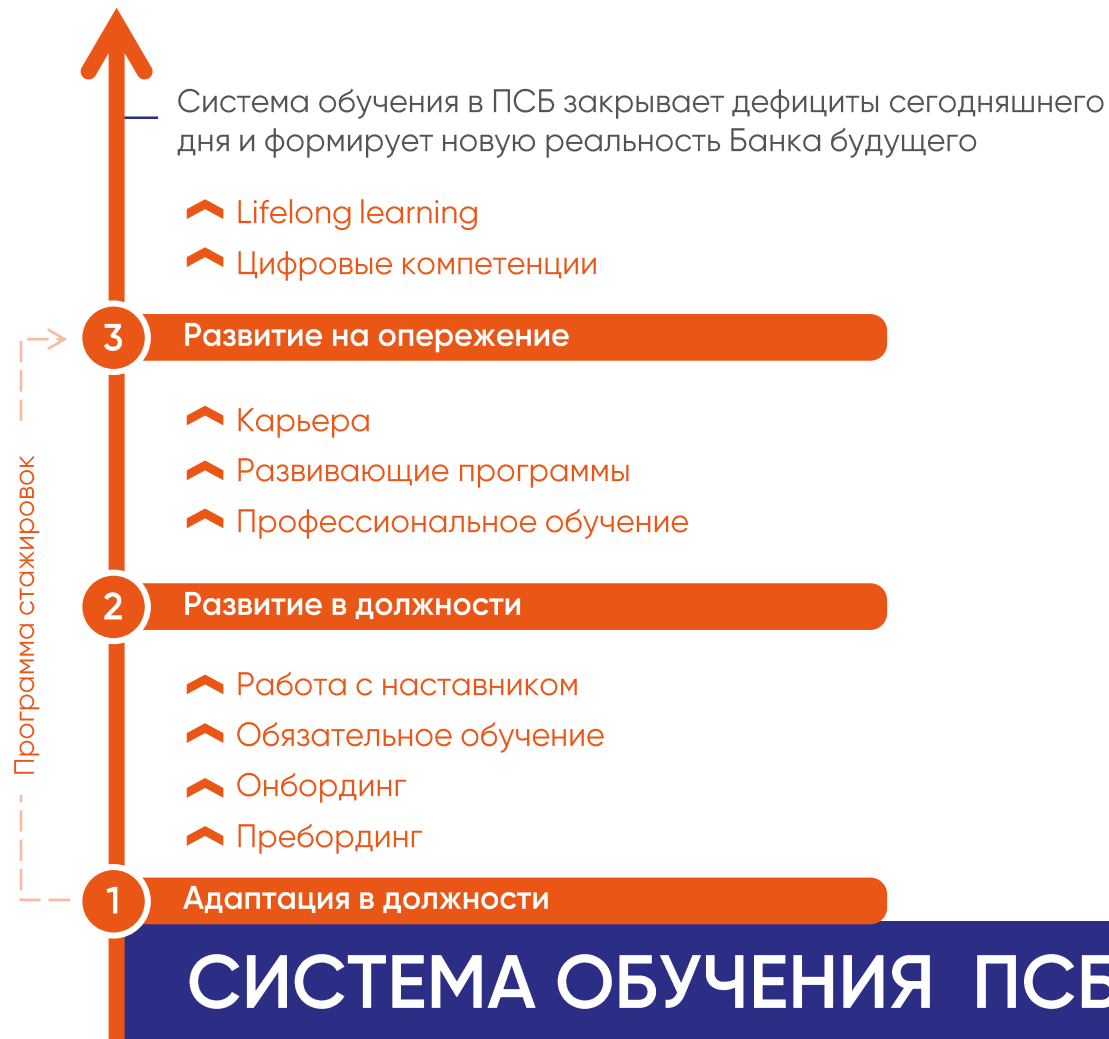 Система обучения в ПСБ закрывает дефициты сегодняшнего
дня и формирует новую реальность Банка будущего
Lifelong learning
Цифровые компетенции
3 Развитие на опережение
Карьера
Развивающие программы
Профессиональное обучение
Программа стажировок
2 Развитие в должности
Работа с наставником
Обязательное обучение
Онбординг
Пребординг
1 Адаптация в должности
СИСТЕМА ОБУЧЕНИЯ ПСБ